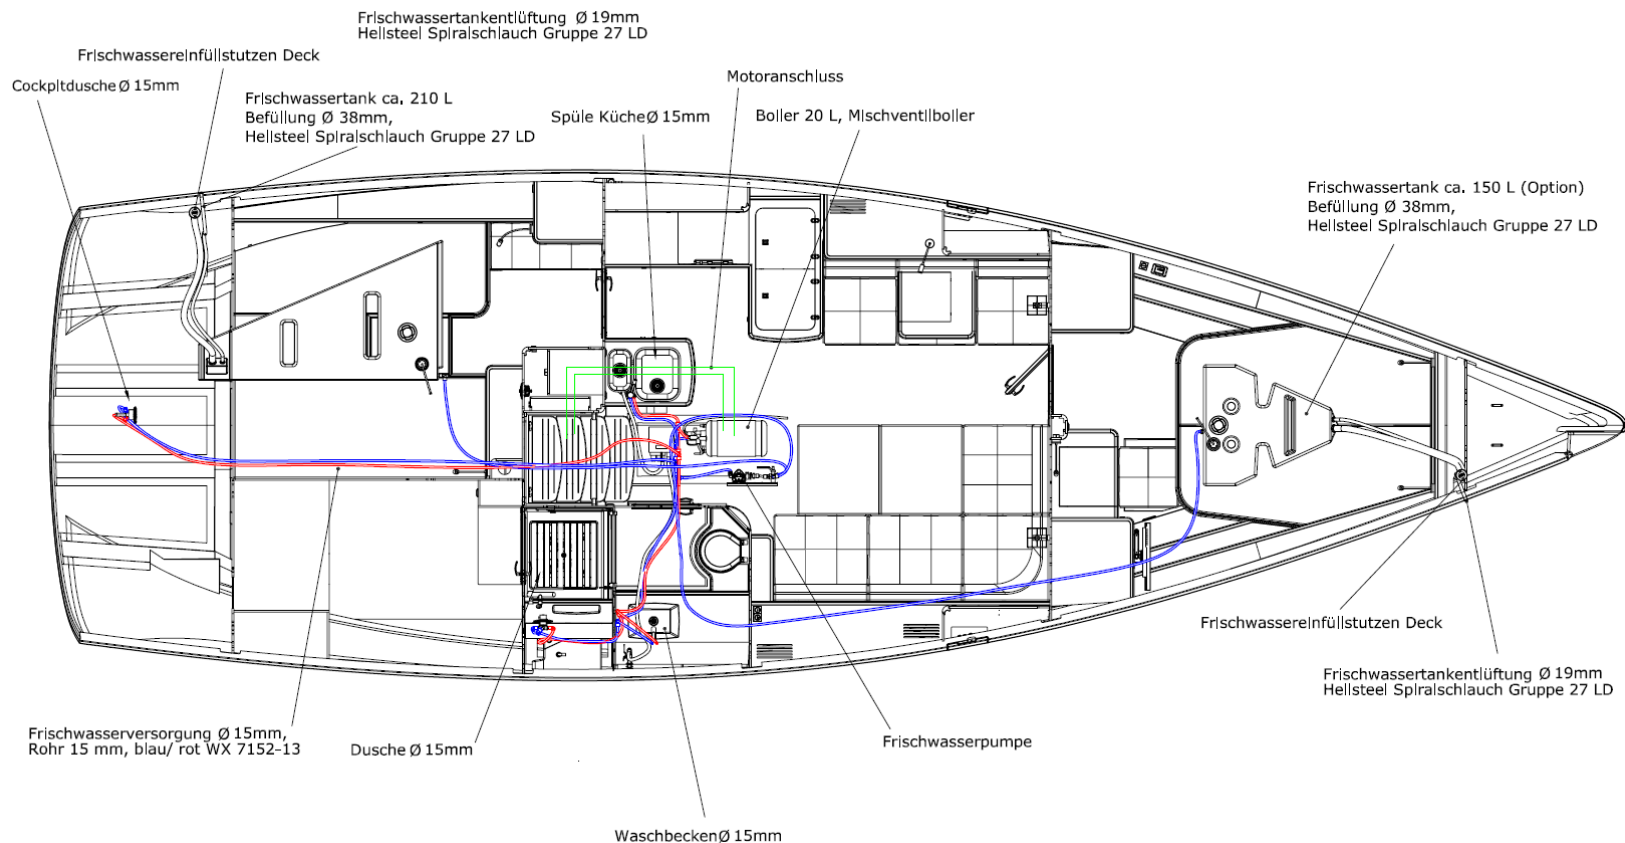 Frischwassertankentlüftung Ø 19mm
Hellsteel Spiralschlauch Gruppe 27 LD
Frischwassereinfüllstutzen Deck
Cockpitdusche Ø 15mm
Frischwassertank ca. 210 L
Befüllung Ø 38mm,
Hellsteel Spiralschlauch Gruppe 27 LD
Motoranschluss
Spüle Küche Ø 15mm
Boiler 20 L, Mischventilboiler
Frischwassertank ca. 150 L (Option)
Befüllung Ø 38mm,
Hellsteel Spiralschlauch Gruppe 27 LD
Frischwassereinfüllstutzen Deck
Frischwassertankentlüftung Ø 19mm
Hellsteel Spiralschlauch Gruppe 27 LD
Frischwasserversorgung Ø 15mm,
Rohr 15 mm, blau/ rot WX 7152-13
Dusche Ø 15mm
Frischwasserpumpe
Waschbecken Ø 15mm